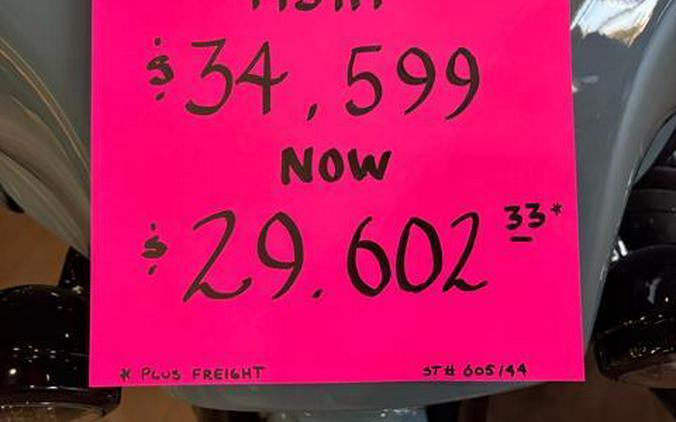 $34,599
NOW
$29.602 33*
* PLUS FREIGHT ST# 605144